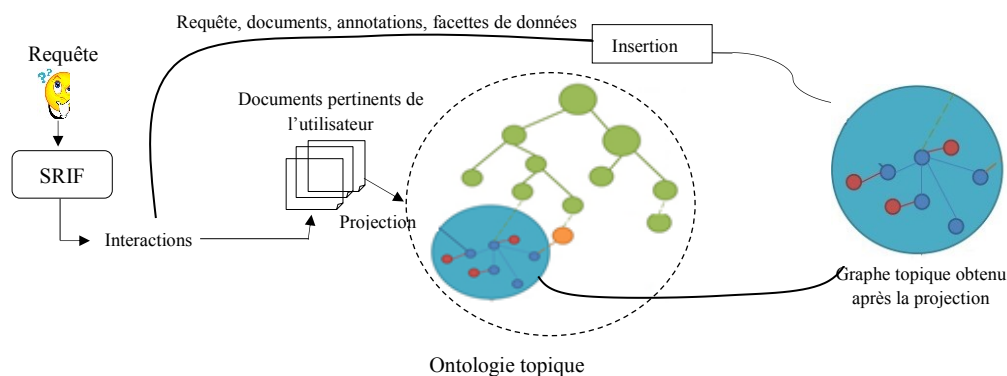 Requête, documents, annotations, facettes de données
Insertion
Requête
??
Documents pertinents de
l’utilisateur
SRIF
Projection
Interactions
Graphe topique obtenu
après la projection
Ontologie topique